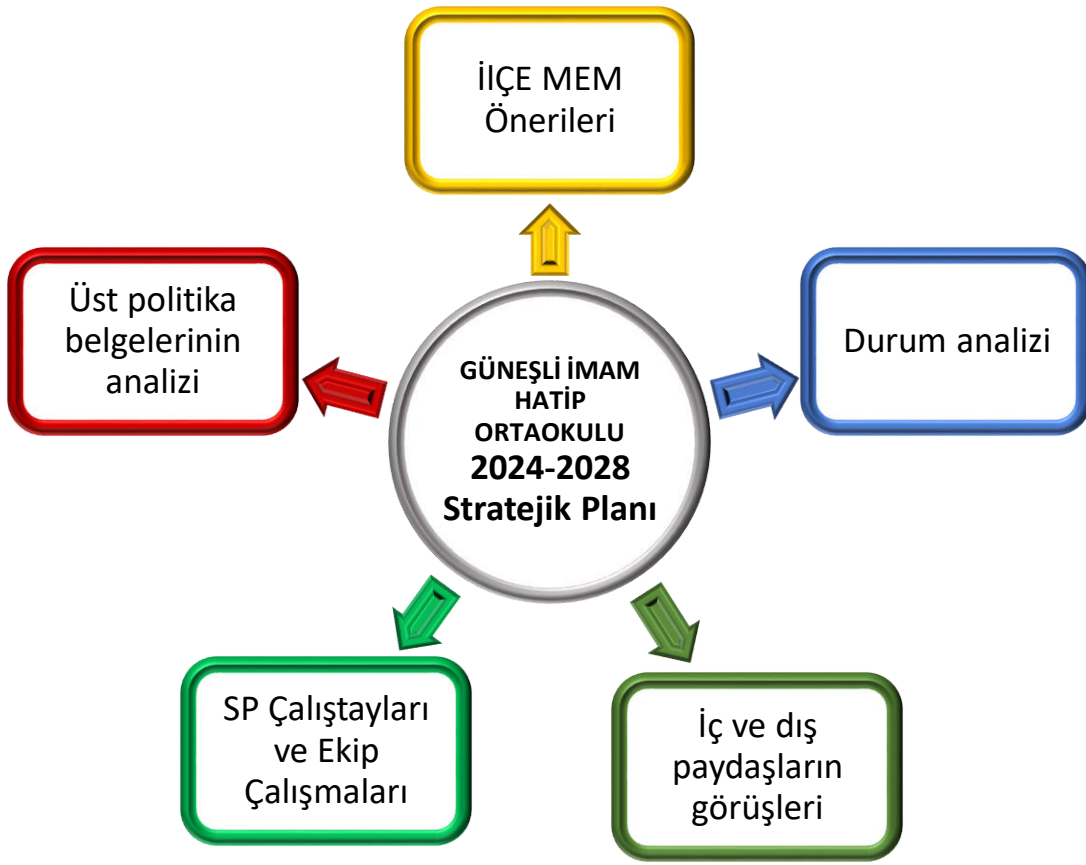 İlÇE MEM
Önerileri
Üst politika
belgelerinin
analizi
Durum analizi
GÜNEŞLİ İMAM
HATİP
ORTAOKULU
2024-2028
Stratejik Planı
SP Çalıştayları
ve Ekip
Çalışmaları
İç ve dış
paydaşların
görüşleri